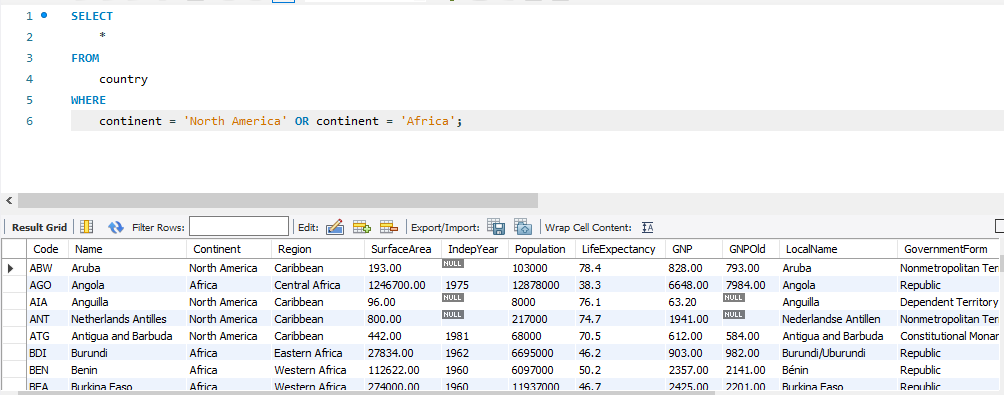 1 SELECT
2 *
3 FROM
4 country
5 WHERE
6 continent = 'North America' OR continent = 'Africa';
Result Grid Filter Rows: Edit: Export/Import: Wrap Cell Content: IA
Code Name Continent Region SurfaceArea IndepYear Population LifeExpectancy GNP GNPOld LocalName GovernmentForm
ABW Aruba North America Caribbean 193.00 NULL 103000 78.4 828.00 793.00 Aruba Nonmetropolitan Ter
AGO Angola Africa Central Africa 1246700.00 1975 12878000 38.3 6648.00 7984.00 Angola Republic
AIA Anguilla North America Caribbean 96.00 NULL 8000 76.1 63.20 NULL Anguilla Dependent Territory
ANT Netherlands Antilles North America Caribbean 800.00 NULL 217000 74.7 1941.00 NULL Nederlandse Antillen Nonmetropolitan Ter
ATG Antigua and Barbuda North America Caribbean 442.00 1981 68000 70.5 612.00 584.00 Antigua and Barbuda Constitutional Monar
BDI Burundi Africa Eastern Africa 27834.00 1962 6695000 46.2 903.00 982.00 Burundi/Uburundi Republic
BEN Benin Africa Western Africa 112622.00 1960 6097000 50.2 2357.00 2141.00 Bénin Republic
BFA Burkina Faso Africa Western Africa 274000.00 1960 11937000 46.7 2425.00 2201.00 Burkina Faso Republic